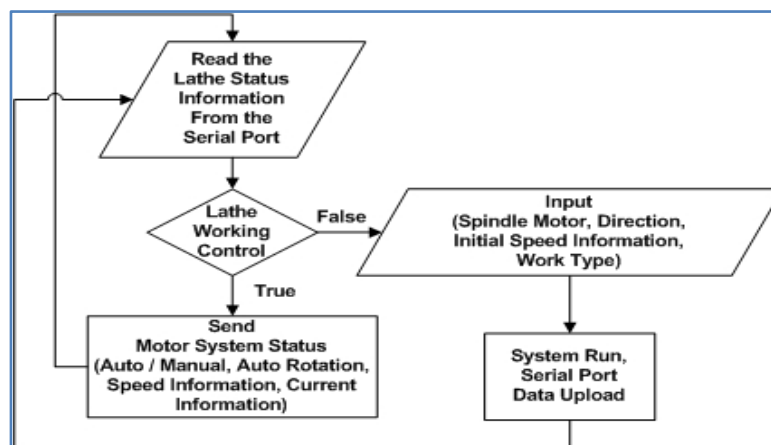 Read the
Lathe Status
Information
From the
Serial Port
Lathe
Working
Control
False
Input
(Spindle Motor, Direction,
Initial Speed Information,
Work Type)
True
Send
Motor System Status
(Auto / Manual, Auto Rotation,
Speed Information, Current
Information)
System Run,
Serial Port
Data Upload